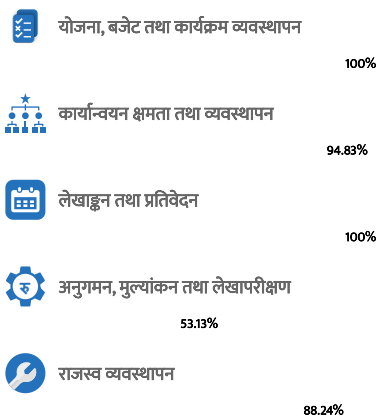 योजना, बजेट तथा कार्यक्रम व्यवस्थापन
100%
कार्यान्वयन क्षमता तथा व्यवस्थापन
94.83%
लेखाङ्कन तथा प्रतिवेदन
100%
रु
अनुगमन, मुल्यांकन तथा लेखापरीक्षण
53.13%
राजस्व व्यवस्थापन
88.24%